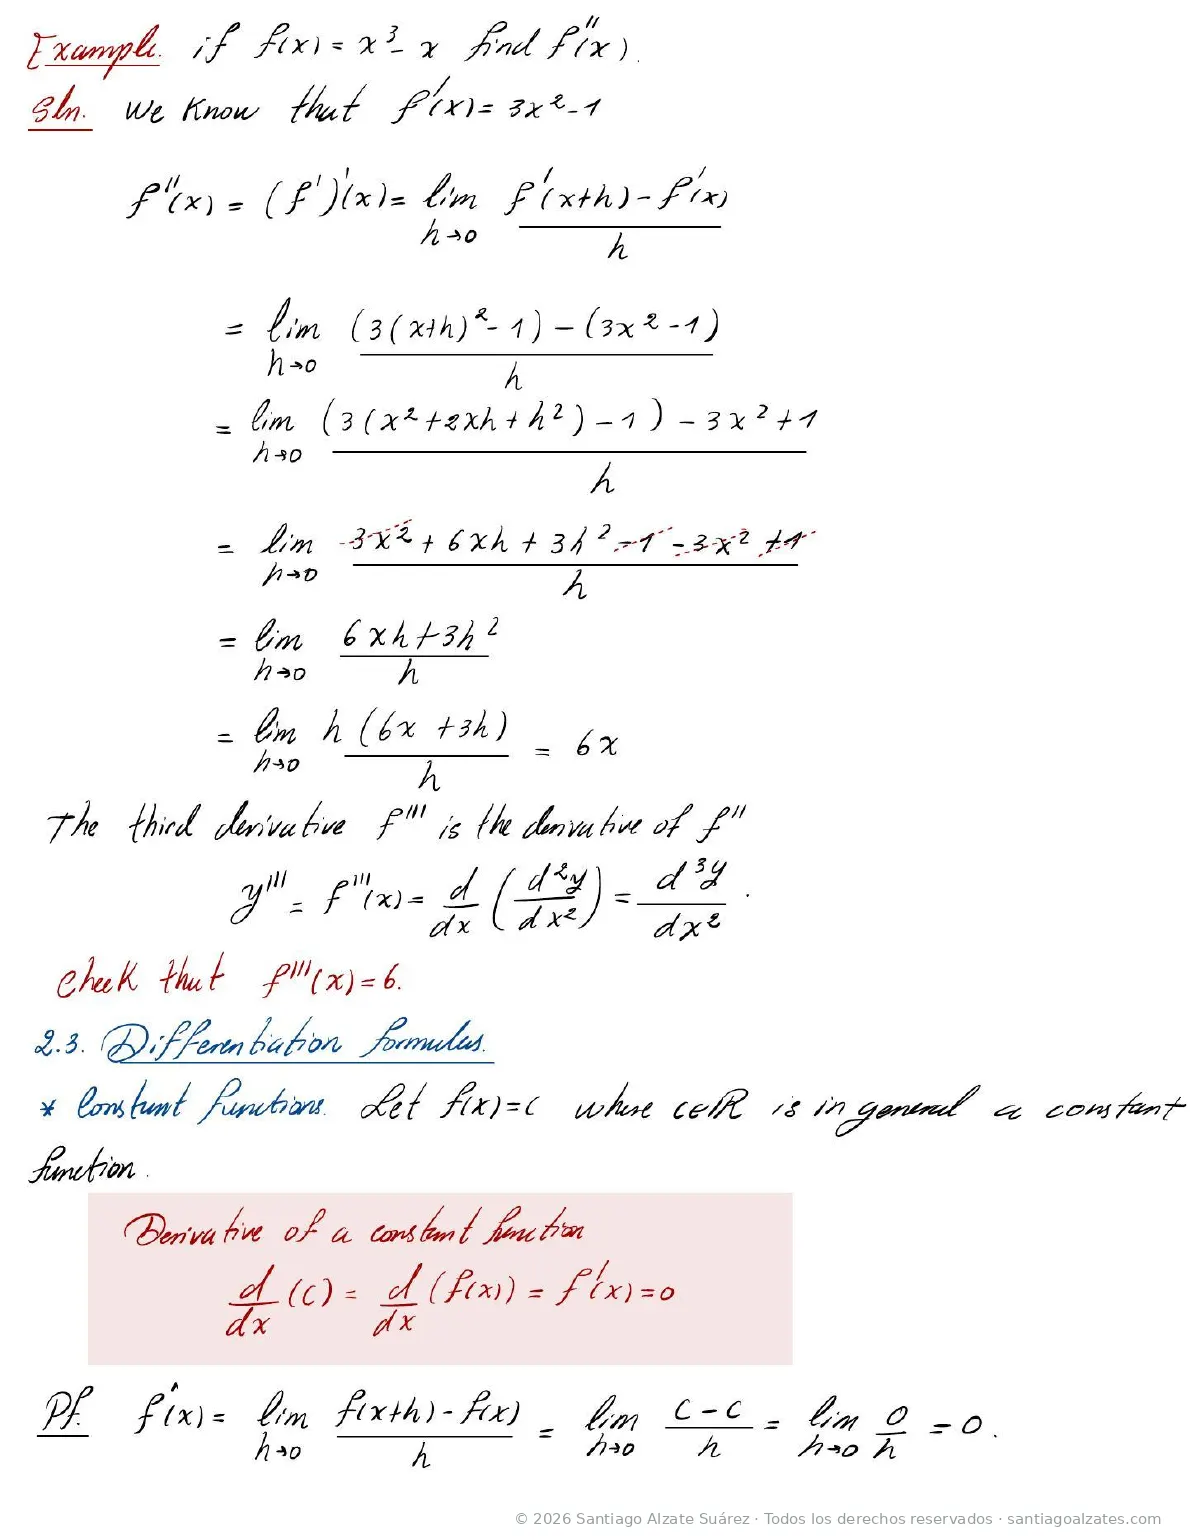 Example. if f(x) = x³ - x find f''(x).
Sln. We know that f'(x) = 3x² - 1
f''(x) = (f')'(x) = lim h→0 (f'(x+h) - f'(x))/h
= lim h→0 ((3(x+h)² - 1) - (3x² - 1))/h
= lim h→0 ((3(x² + 2xh + h²) - 1) - 3x² + 1)/h
= lim h→0 (3x² + 6xh + 3h² - 1 - 3x² + 1)/h
= lim h→0 (6xh + 3h²)/h
= lim h→0 h(6x + 3h)/h = 6x
The third derivative f''' is the derivative of f''
y''' = f'''(x) = d/dx (d²y/dx²) = d³y/dx².
Check that f'''(x) = 6.
2.3. Differentiation formulas.
* Constant functions. Let f(x) = c where c∈ℝ is in general a constant
function.
Derivative of a constant function
d/dx (c) = d/dx (f(x)) = f'(x) = 0
Pf. f'(x) = lim h→0 (f(x+h) - f(x))/h = lim h→0 (c - c)/h = lim h→0 0/h = 0.
© 2026 Santiago Alzate Suárez · Todos los derechos reservados · santiagoalzates.com